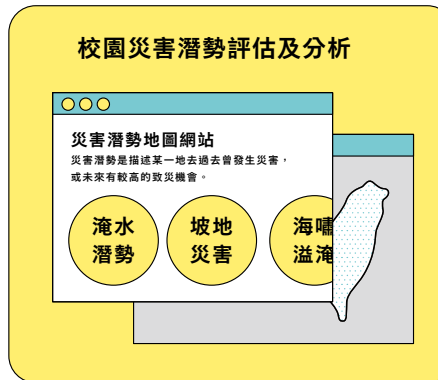 校園災害潛勢評估及分析
災害潛勢地圖網站
災害潛勢是描述某一地去過去曾發生災害，
或未來有較高的致災機會。
淹水
潛勢
坡地
災害
海嘯
溢淹